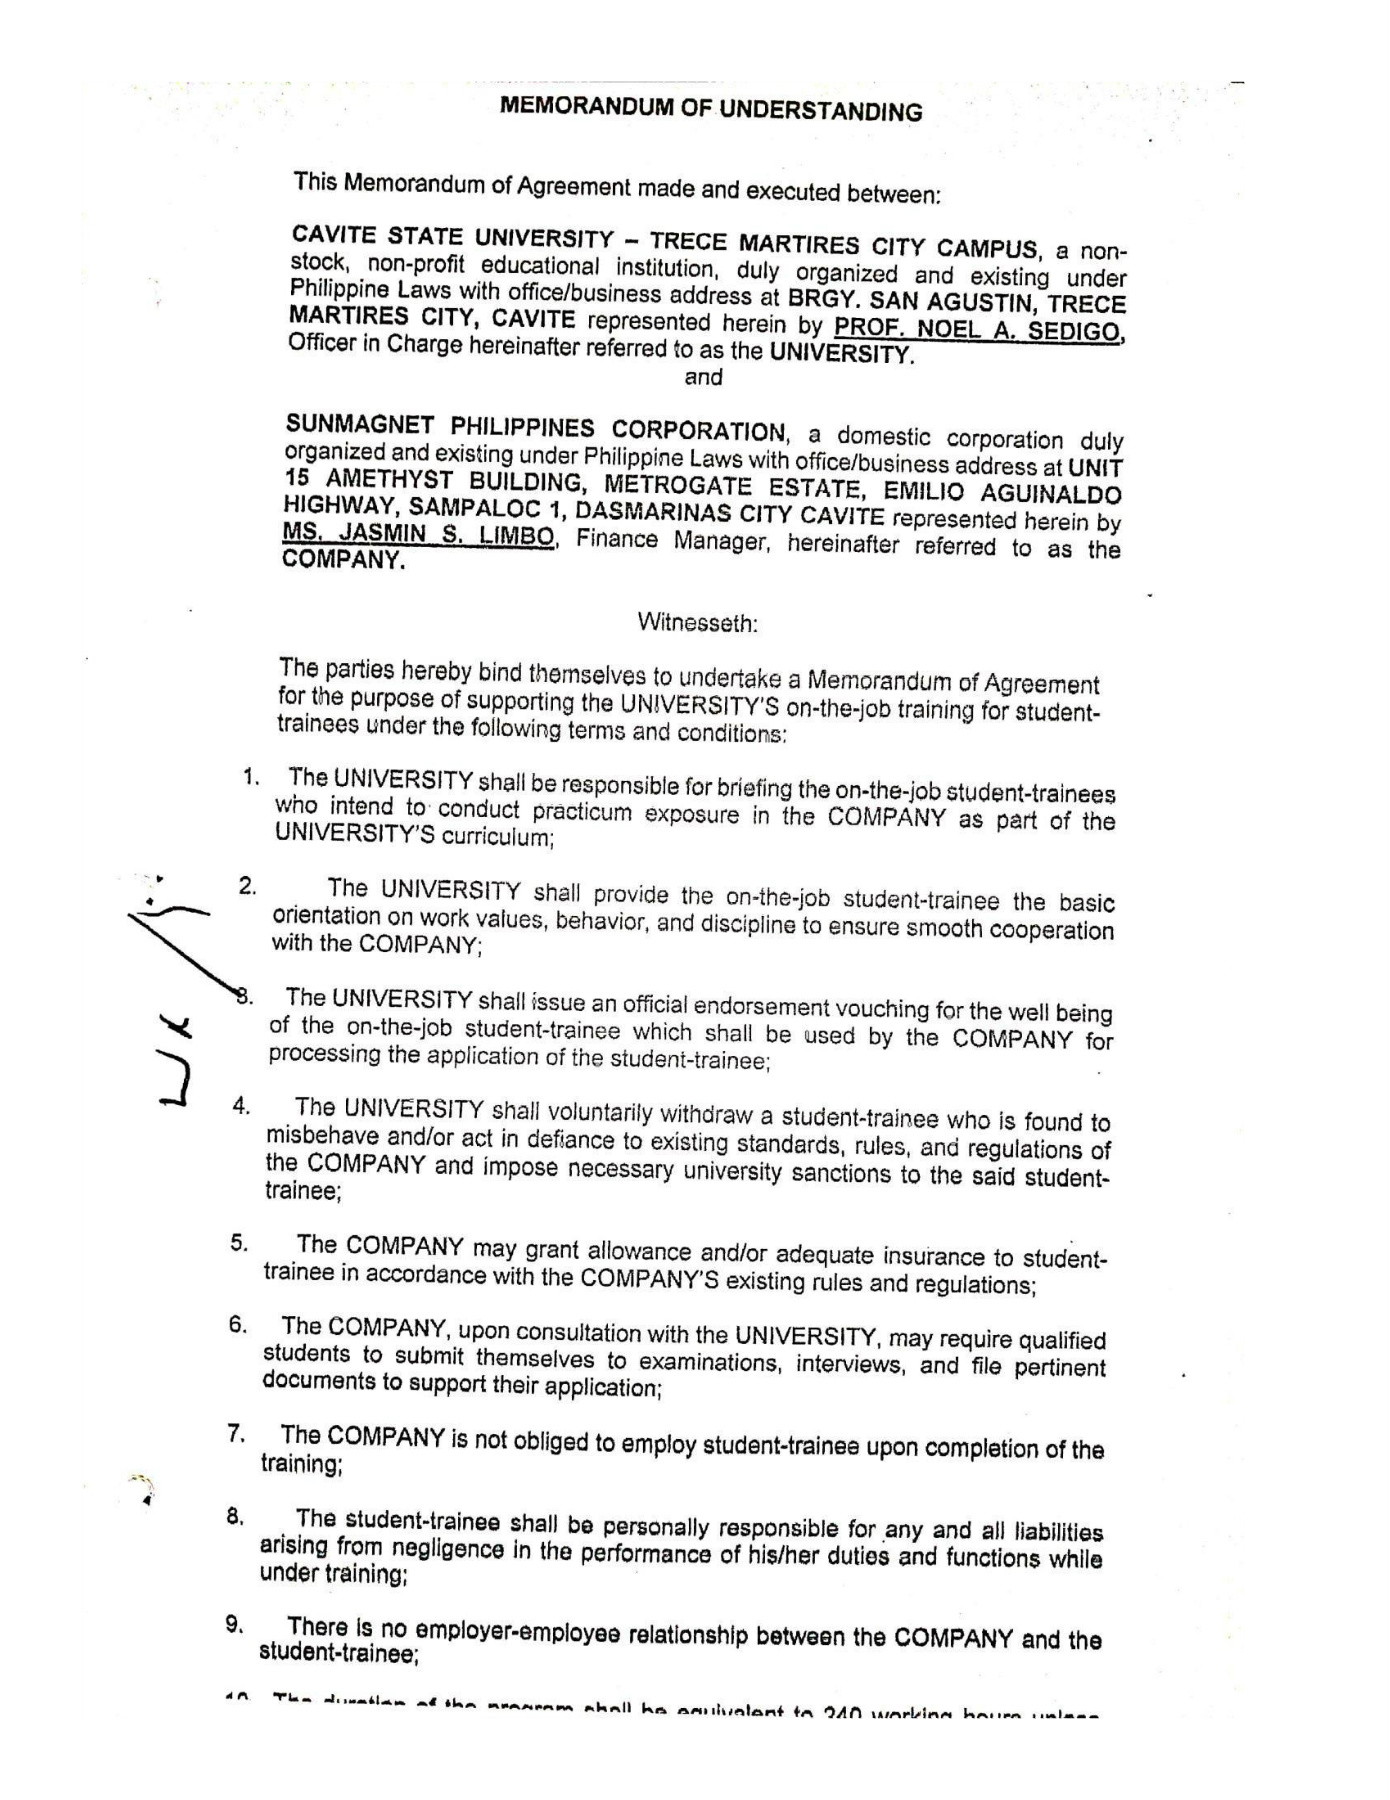 MEMORANDUM OF UNDERSTANDING
This Memorandum of Agreement made and executed between:
CAVITE STATE UNIVERSITY – TRECE MARTIRES CITY CAMPUS, a non-
stock, non-profit educational institution, duly organized and existing under
Philippine Laws with office/business address at BRGY. SAN AGUSTIN, TRECE
MARTIRES CITY, CAVITE represented herein by PROF. NOEL A. SEDIGO,
Officer in Charge hereinafter referred to as the UNIVERSITY.
and
SUNMAGNET PHILIPPINES CORPORATION, a domestic corporation duly
organized and existing under Philippine Laws with office/business address at UNIT
15 AMETHYST BUILDING, METROGATE ESTATE, EMILIO AGUINALDO
HIGHWAY, SAMPALOC 1, DASMARINAS CITY CAVITE represented herein by
MS. JASMIN S. LIMBO, Finance Manager, hereinafter referred to as the
COMPANY.
Witnesseth:
The parties hereby bind themselves to undertake a Memorandum of Agreement
for the purpose of supporting the UNIVERSITY'S on-the-job training for student-
trainees under the following terms and conditions:
1. The UNIVERSITY shall be responsible for briefing the on-the-job student-trainees
who intend to conduct practicum exposure in the COMPANY as part of the
UNIVERSITY'S curriculum;
2. The UNIVERSITY shall provide the on-the-job student-trainee the basic
orientation on work values, behavior, and discipline to ensure smooth cooperation
with the COMPANY;
3. The UNIVERSITY shall issue an official endorsement vouching for the well being
of the on-the-job student-trainee which shall be used by the COMPANY for
processing the application of the student-trainee;
4. The UNIVERSITY shall voluntarily withdraw a student-trainee who is found to
misbehave and/or act in defiance to existing standards, rules, and regulations of
the COMPANY and impose necessary university sanctions to the said student-
trainee;
5. The COMPANY may grant allowance and/or adequate insurance to student-
trainee in accordance with the COMPANY'S existing rules and regulations;
6. The COMPANY, upon consultation with the UNIVERSITY, may require qualified
students to submit themselves to examinations, interviews, and file pertinent
documents to support their application;
7. The COMPANY is not obliged to employ student-trainee upon completion of the
training;
8. The student-trainee shall be personally responsible for any and all liabilities
arising from negligence in the performance of his/her duties and functions while
under training;
9. There is no employer-employee relationship between the COMPANY and the
student-trainee;
10. The duration of the program shall be equivalent to 240 working hours unless